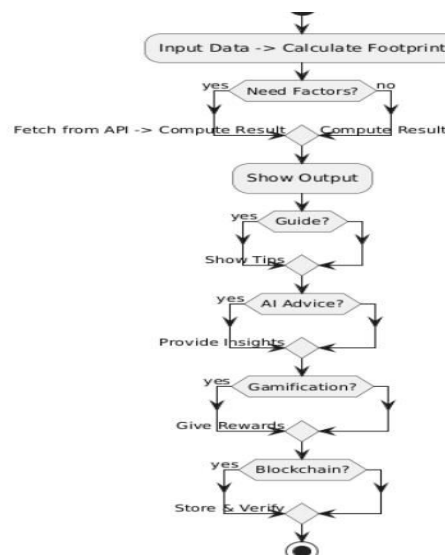 Input Data -> Calculate Footprint
yes
Need Factors?
no
Fetch from API -> Compute Result
Compute Result
Show Output
yes
Guide?
Show Tips
yes
AI Advice?
Provide Insights
yes
Gamification?
Give Rewards
yes
Blockchain?
Store & Verify